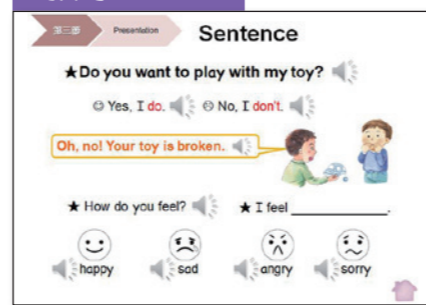 Presentation
Sentence
★Do you want to play with my toy?
☺ Yes, I do. ☹ No, I don't.
Oh, no! Your toy is broken.
★ How do you feel? ★ I feel ____________.
happy sad angry sorry